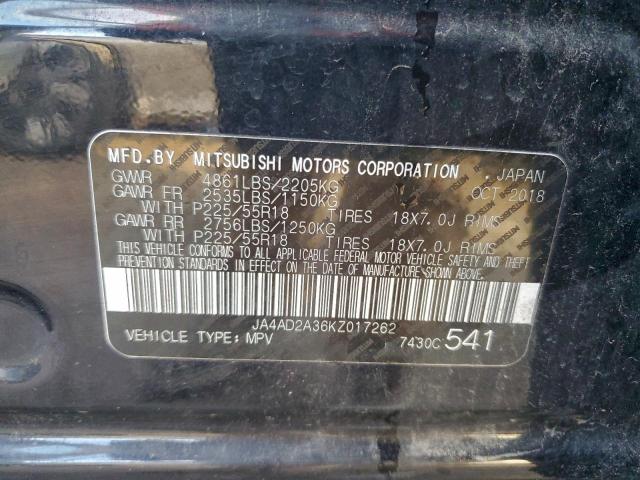 MFD.BY MITSUBISHI MOTORS CORPORATION JAPAN
GVWR 4861LBS/2205KG OCT 2018
GAWR FR 2535LBS/1150KG
WITH P225/55R18 TIRES 18X7.0J RIMS
GAWR RR 2756LBS/1250KG
WITH P225/55R18 TIRES 18X7.0J RIMS
THIS VEHICLE CONFORMS TO ALL APPLICABLE FEDERAL MOTOR VEHICLE SAFETY AND THEFT
PREVENTION STANDARDS IN EFFECT ON THE DATE OF MANUFACTURE SHOWN ABOVE.
JA4AD2A36KZ017262
VEHICLE TYPE: MPV 7430C 541